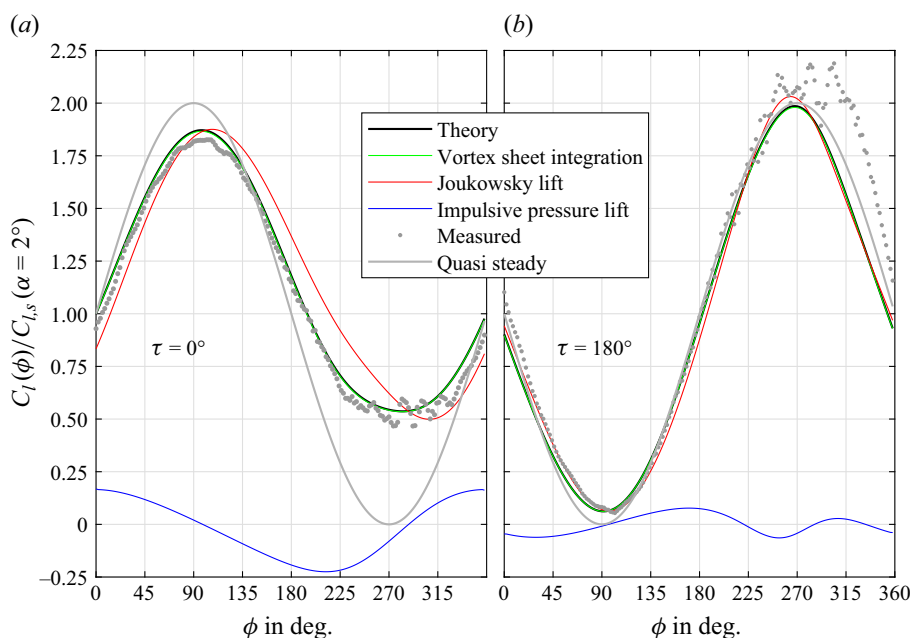 (a)
(b)
2.25
2.00
1.75
1.50
1.25
1.00
0.75
0.50
0.25
0
−0.25
C_l(ϕ)/C_{l,s} (α = 2°)
Theory
Vortex sheet integration
Joukowsky lift
Impulsive pressure lift
Measured
Quasi steady
τ = 0°
τ = 180°
0 45 90 135 180 225 270 315
0 45 90 135 180 225 270 315 360
ϕ in deg.
ϕ in deg.